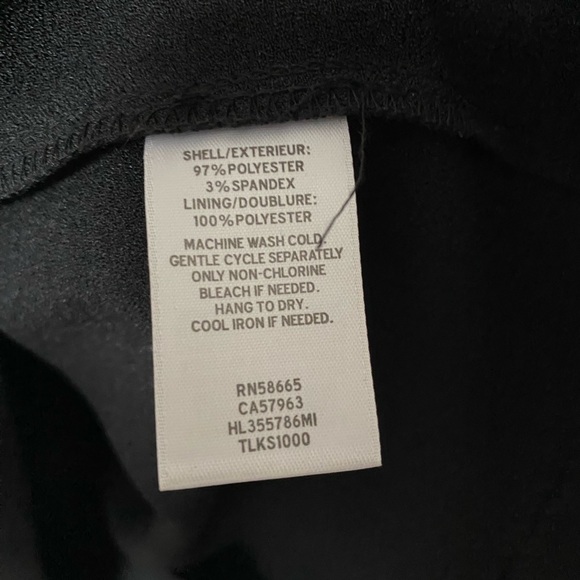 SHELL/EXTERIEUR:
97%POLYESTER
3%SPANDEX
LINING/DOUBLURE:
100%POLYESTER
MACHINE WASH COLD.
GENTLE CYCLE SEPARATELY
ONLY NON-CHLORINE
BLEACH IF NEEDED.
HANG TO DRY.
COOL IRON IF NEEDED.
RN58665
CA57963
HL355786MI
TLKS1000